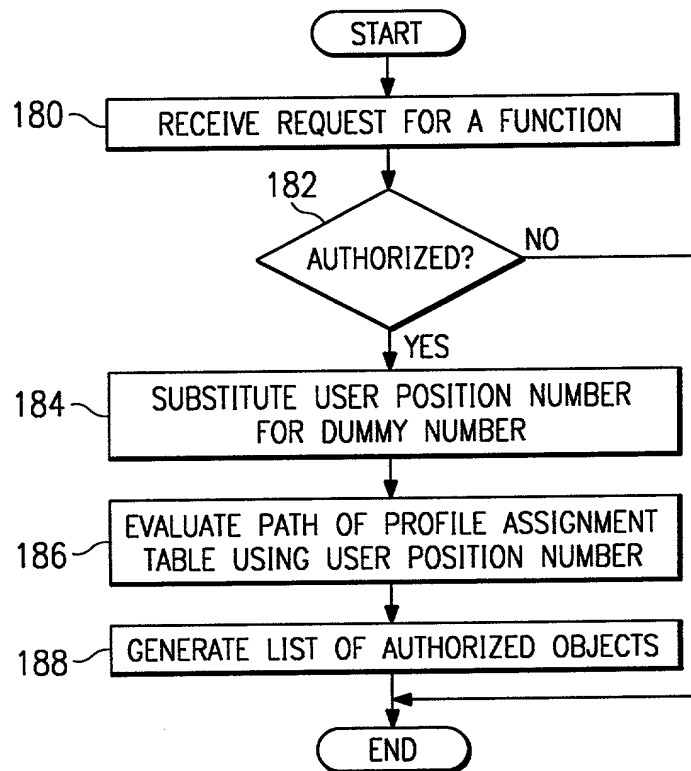 START
180
RECEIVE REQUEST FOR A FUNCTION
182
AUTHORIZED?
NO
YES
184
SUBSTITUTE USER POSITION NUMBER
FOR DUMMY NUMBER
186
EVALUATE PATH OF PROFILE ASSIGNMENT
TABLE USING USER POSITION NUMBER
188
GENERATE LIST OF AUTHORIZED OBJECTS
END